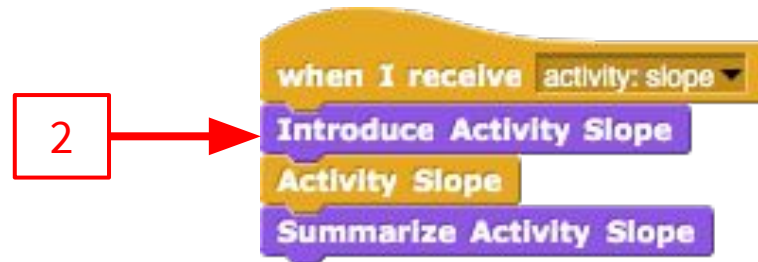 when I receive activity: slope
2
Introduce Activity Slope
Activity Slope
Summarize Activity Slope